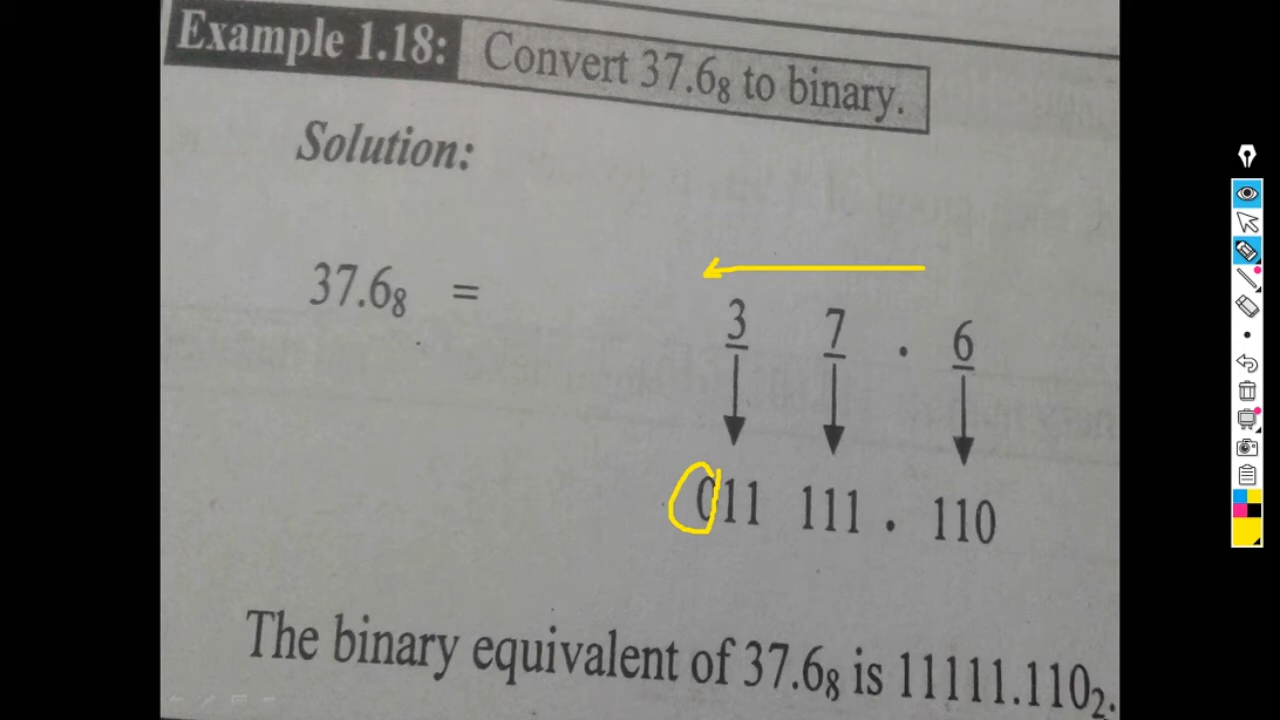 Example 1.18: Convert 37.6₈ to binary.
Solution:
37.6₈ = 3 7 . 6
011 111 . 110
The binary equivalent of 37.6₈ is 11111.110₂.